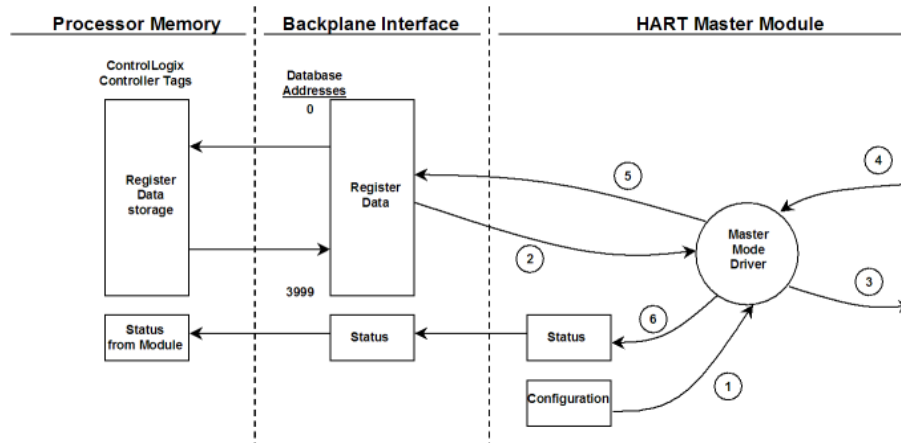 Processor Memory
Backplane Interface
HART Master Module
ControlLogix
Controller Tags
Database
Addresses
0
Register
Data
storage
Register
Data
5
4
2
Master
Mode
Driver
3
3999
Status
from Module
Status
Status
6
Configuration
1